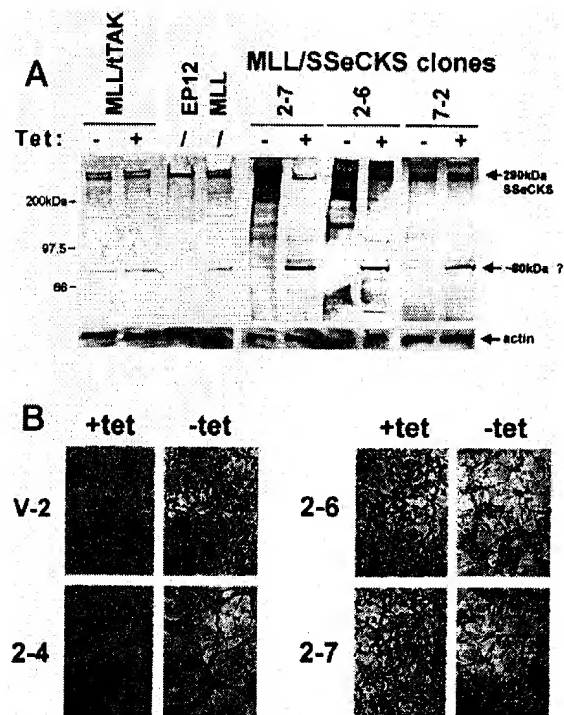 A
MLL/tTAK
EP12
MLL
MLL/SSeCKS clones
2-7
2-6
7-2
Tet: - + / / - + - + - +
290kDa
SSeCKS
200kDa
97.5
~80kDa ?
66
actin
B
+tet -tet +tet -tet
V-2 2-6
2-4 2-7